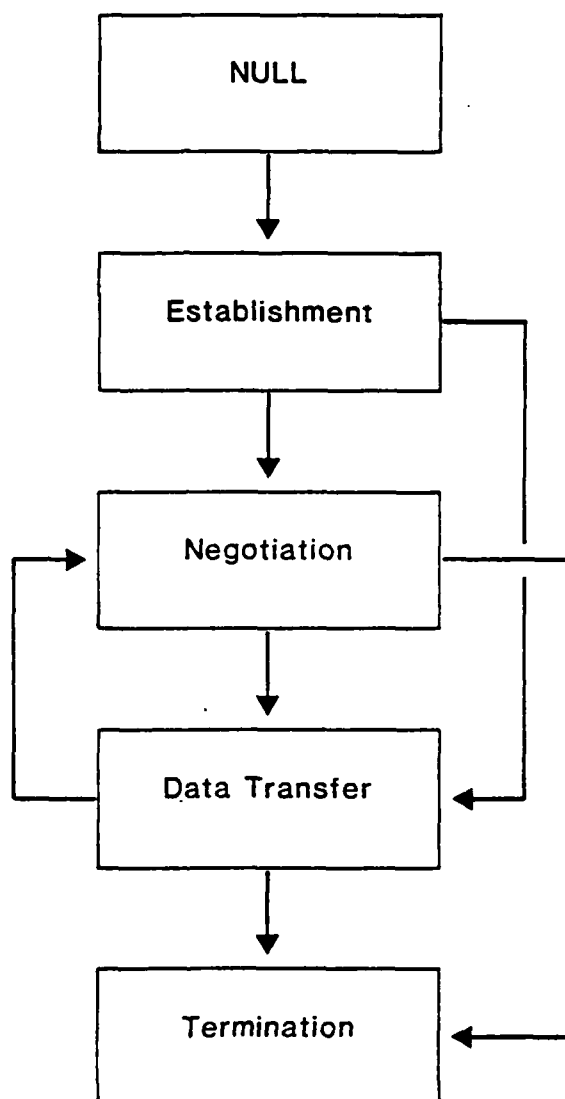 NULL
Establishment
Negotiation
Data Transfer
Termination